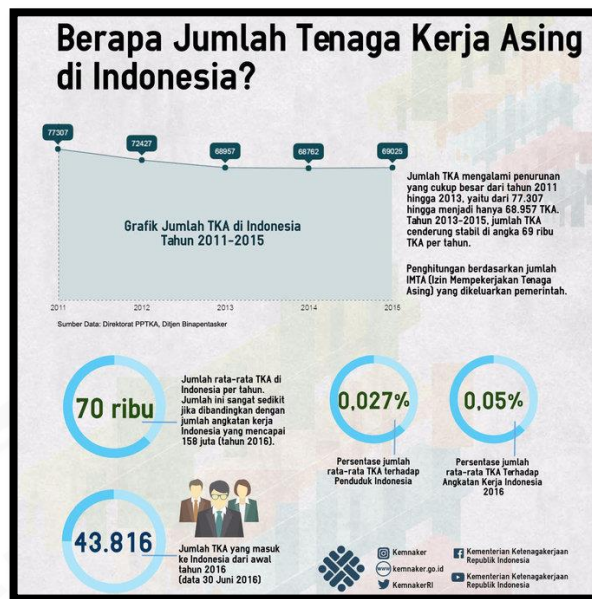 Berapa Jumlah Tenaga Kerja Asing
di Indonesia?
77307
72427
68957
68762
69025
Grafik Jumlah TKA di Indonesia
Tahun 2011-2015
2011
2012
2013
2014
2015
Sumber Data: Direktorat PPTKA, Ditjen Binapentasker
Jumlah TKA mengalami penurunan
yang cukup besar dari tahun 2011
hingga 2013, yaitu dari 77.307
hingga menjadi hanya 68.957 TKA.
Tahun 2013-2015, jumlah TKA
cenderung stabil di angka 69 ribu
TKA per tahun.
Penghitungan berdasarkan jumlah
IMTA (Izin Mempekerjakan Tenaga
Asing) yang dikeluarkan pemerintah.
70 ribu
Jumlah rata-rata TKA di
Indonesia per tahun.
Jumlah ini sangat sedikit
jika dibandingkan dengan
jumlah angkatan kerja
Indonesia yang mencapai
158 juta (tahun 2016).
0,027%
Persentase jumlah
rata-rata TKA terhadap
Penduduk Indonesia
0,05%
Persentase jumlah
rata-rata TKA Terhadap
Angkatan Kerja Indonesia
2016
43.816
Jumlah TKA yang masuk
ke Indonesia dari awal
tahun 2016
(data 30 Juni 2016)
Kemnaker
www kemnaker.go.id
KemnakerRI
Kementerian Ketenagakerjaan
Republik Indonesia
Kementerian Ketenagakerjaan
Republik Indonesia